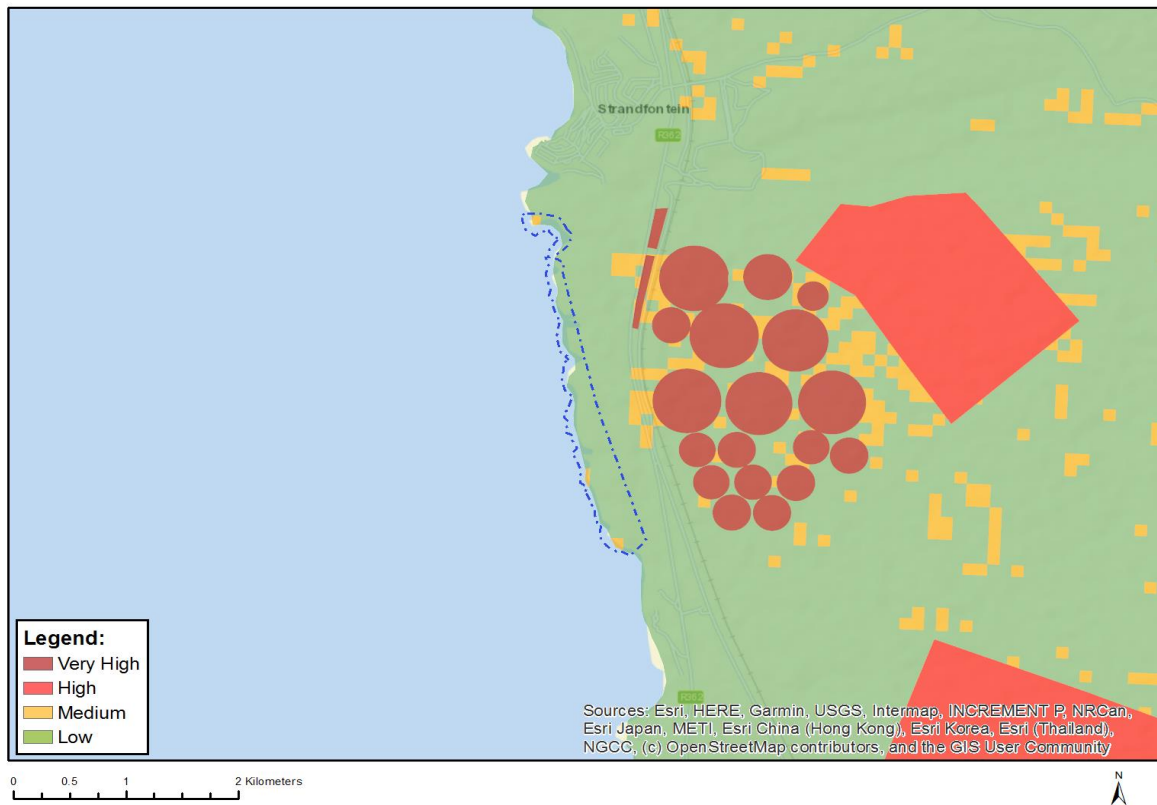 Strandfontein
R362
R362
Legend:
Very High
High
Medium
Low
Sources: Esri, HERE, Garmin, USGS, Intermap, INCREMENT P, NRCan,
Esri Japan, METI, Esri China (Hong Kong), Esri Korea, Esri (Thailand),
NGCC, (c) OpenStreetMap contributors, and the GIS User Community
0 0.5 1 2 Kilometers
N